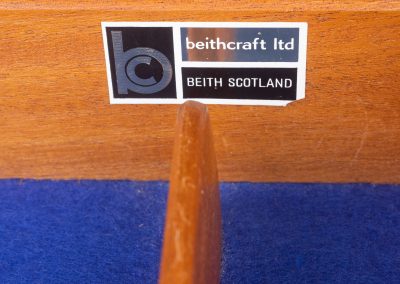 bc
beithcraft ltd
BEITH SCOTLAND